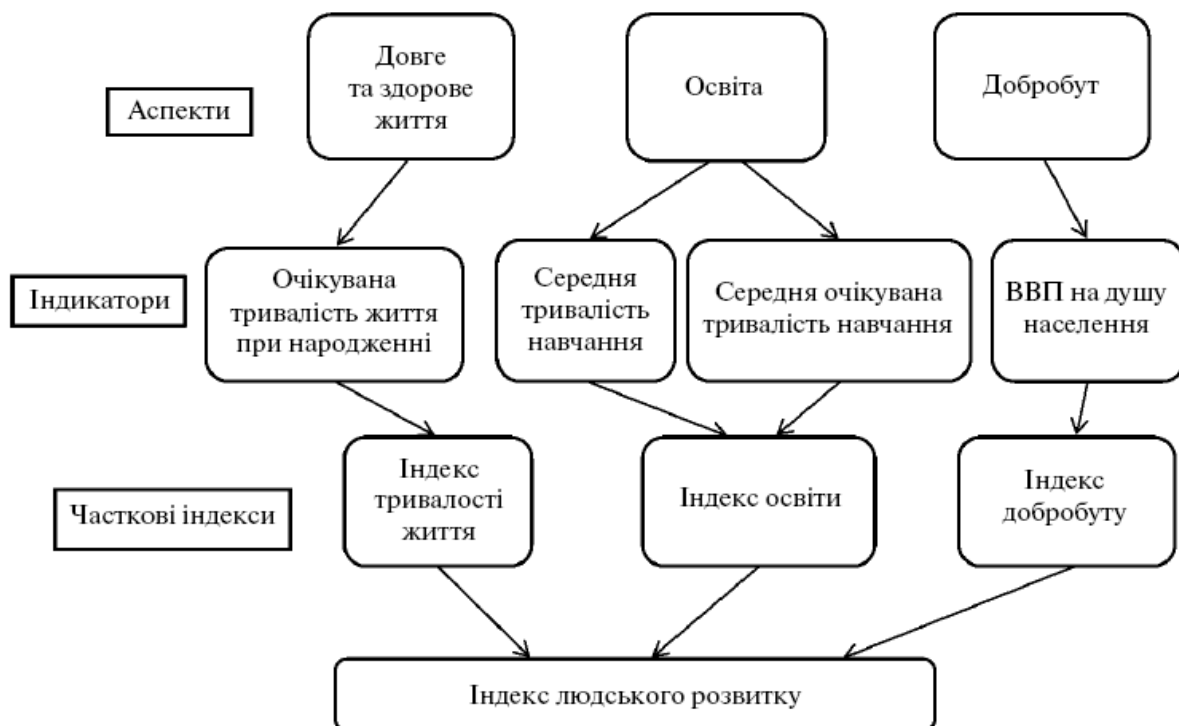 Аспекти
Довге
та здорове
життя
Освіта
Добробут
Індикатори
Очікувана
тривалість життя
при народженні
Середня
тривалість
навчання
Середня очікувана
тривалість навчання
ВВП на душу
населення
Часткові індекси
Індекс
тривалості
життя
Індекс освіти
Індекс
добробуту
Індекс людського розвитку